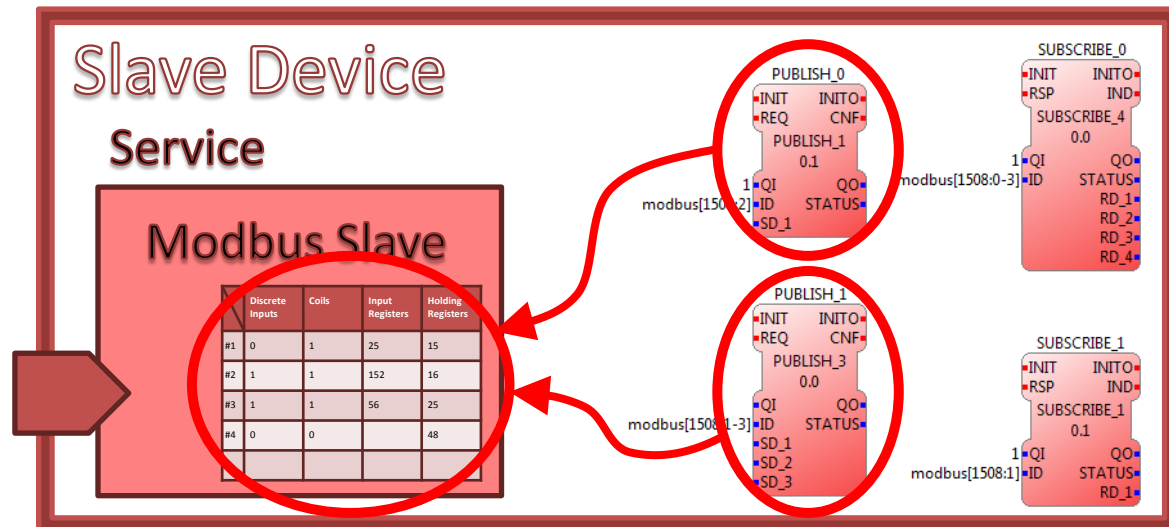 Slave Device
Service
Modbus Slave
Discrete Inputs Coils Input Registers Holding Registers
#1 0 1 25 15
#2 1 1 152 16
#3 1 1 56 25
#4 0 0 48
PUBLISH_0
INIT INITO
REQ CNF
PUBLISH_1
0.1
1 QI QO
ID STATUS
SD_1
SUBSCRIBE_0
INIT INITO
RSP IND
SUBSCRIBE_4
0.0
1 QI QO
modbus[1508:0-3] ID STATUS
RD_1
RD_2
RD_3
RD_4
PUBLISH_1
INIT INITO
REQ CNF
PUBLISH_3
0.0
QI QO
modbus[1508:1-3] ID STATUS
SD_1
SD_2
SD_3
SUBSCRIBE_1
INIT INITO
RSP IND
SUBSCRIBE_1
0.1
1 QI QO
modbus[1508:1] ID STATUS
RD_1